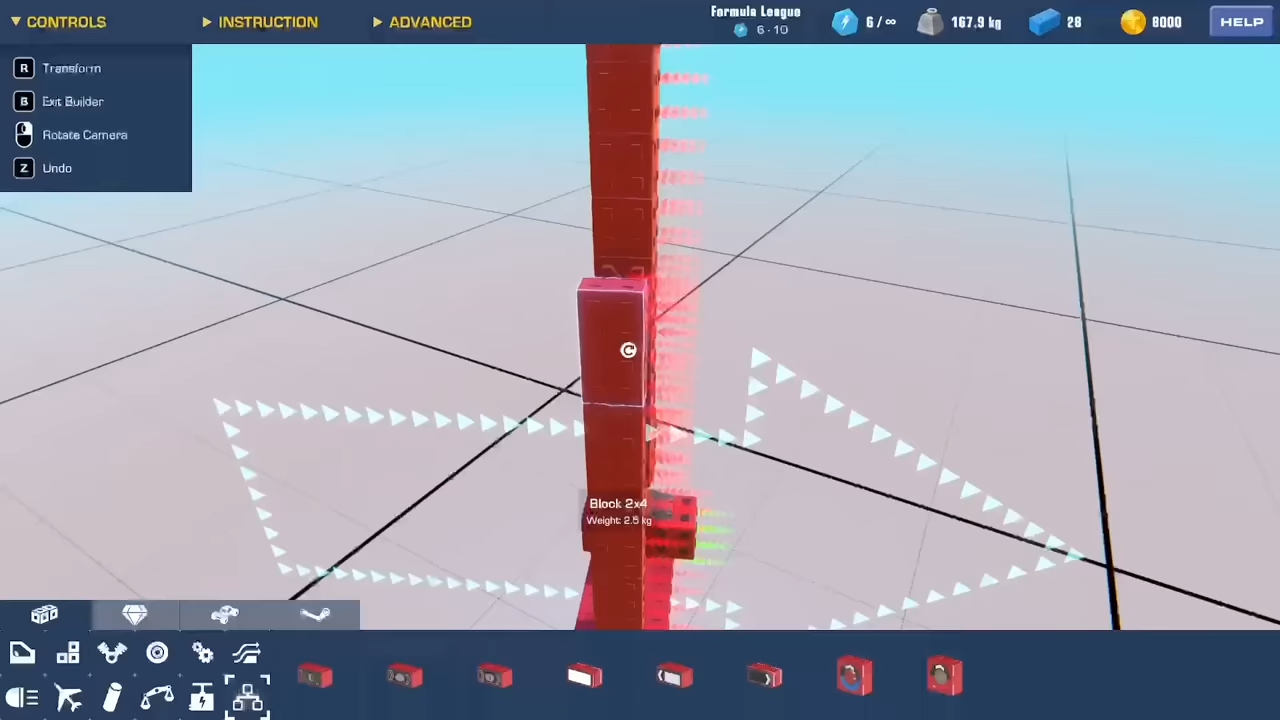 CONTROLS
INSTRUCTION
ADVANCED
Formula League
6 - 10
6 / ∞
167.9 kg
28
8000
HELP
R Transform
B Exit Builder
Rotate Camera
Z Undo
Block 2x4
Weight: 2.5 kg